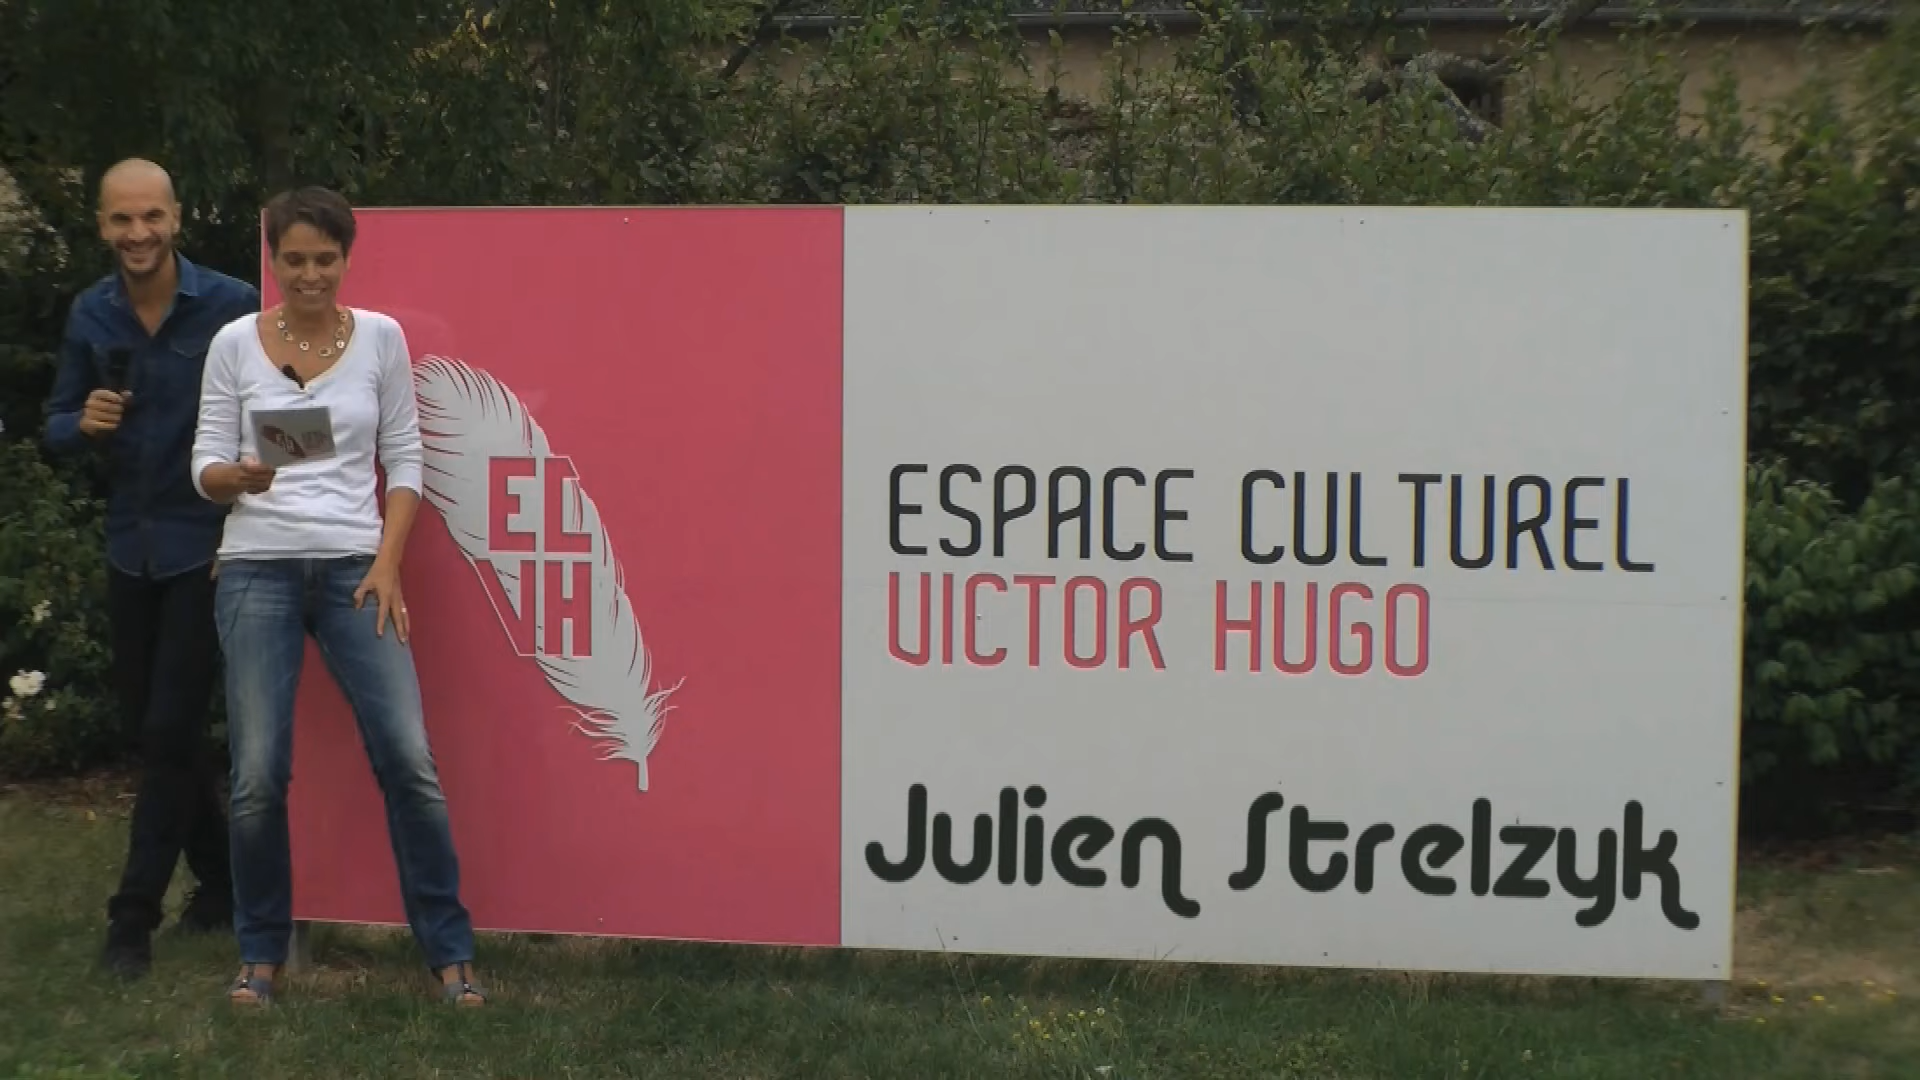 EC
VH
ESPACE CULTUREL
VICTOR HUGO
Julien Strelzyk